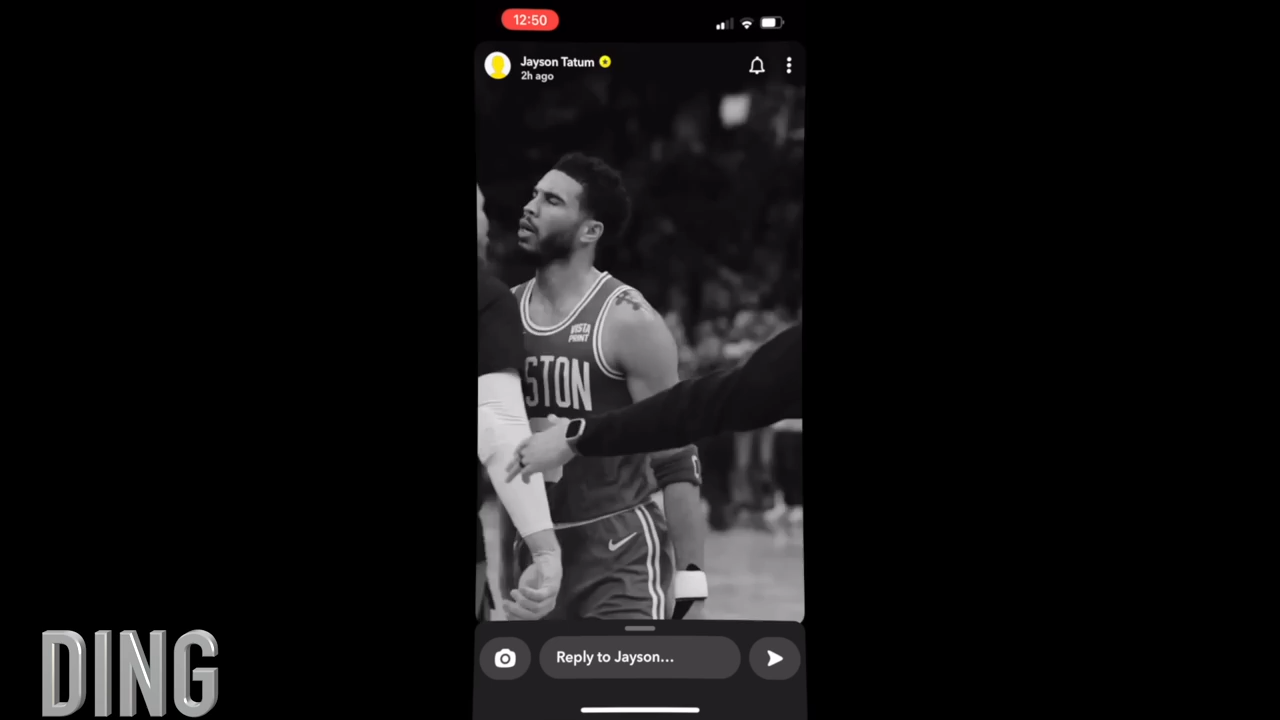 12:50
Jayson Tatum
2h ago
VISTA
PRINT
STON
Reply to Jayson...
DING